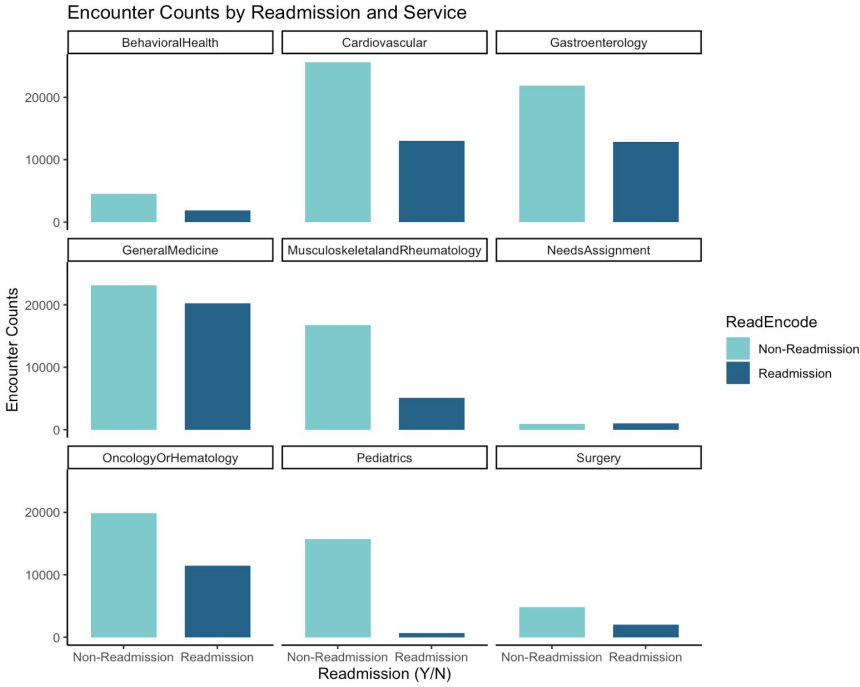 Encounter Counts by Readmission and Service
BehavioralHealth
Cardiovascular
Gastroenterology
20000
10000
0
GeneralMedicine
MusculoskeletalandRheumatology
NeedsAssignment
20000
10000
0
OncologyOrHematology
Pediatrics
Surgery
20000
10000
0
Non-Readmission Readmission
Non-Readmission Readmission
Non-Readmission Readmission
Readmission (Y/N)
Encounter Counts
ReadEncode
Non-Readmission
Readmission